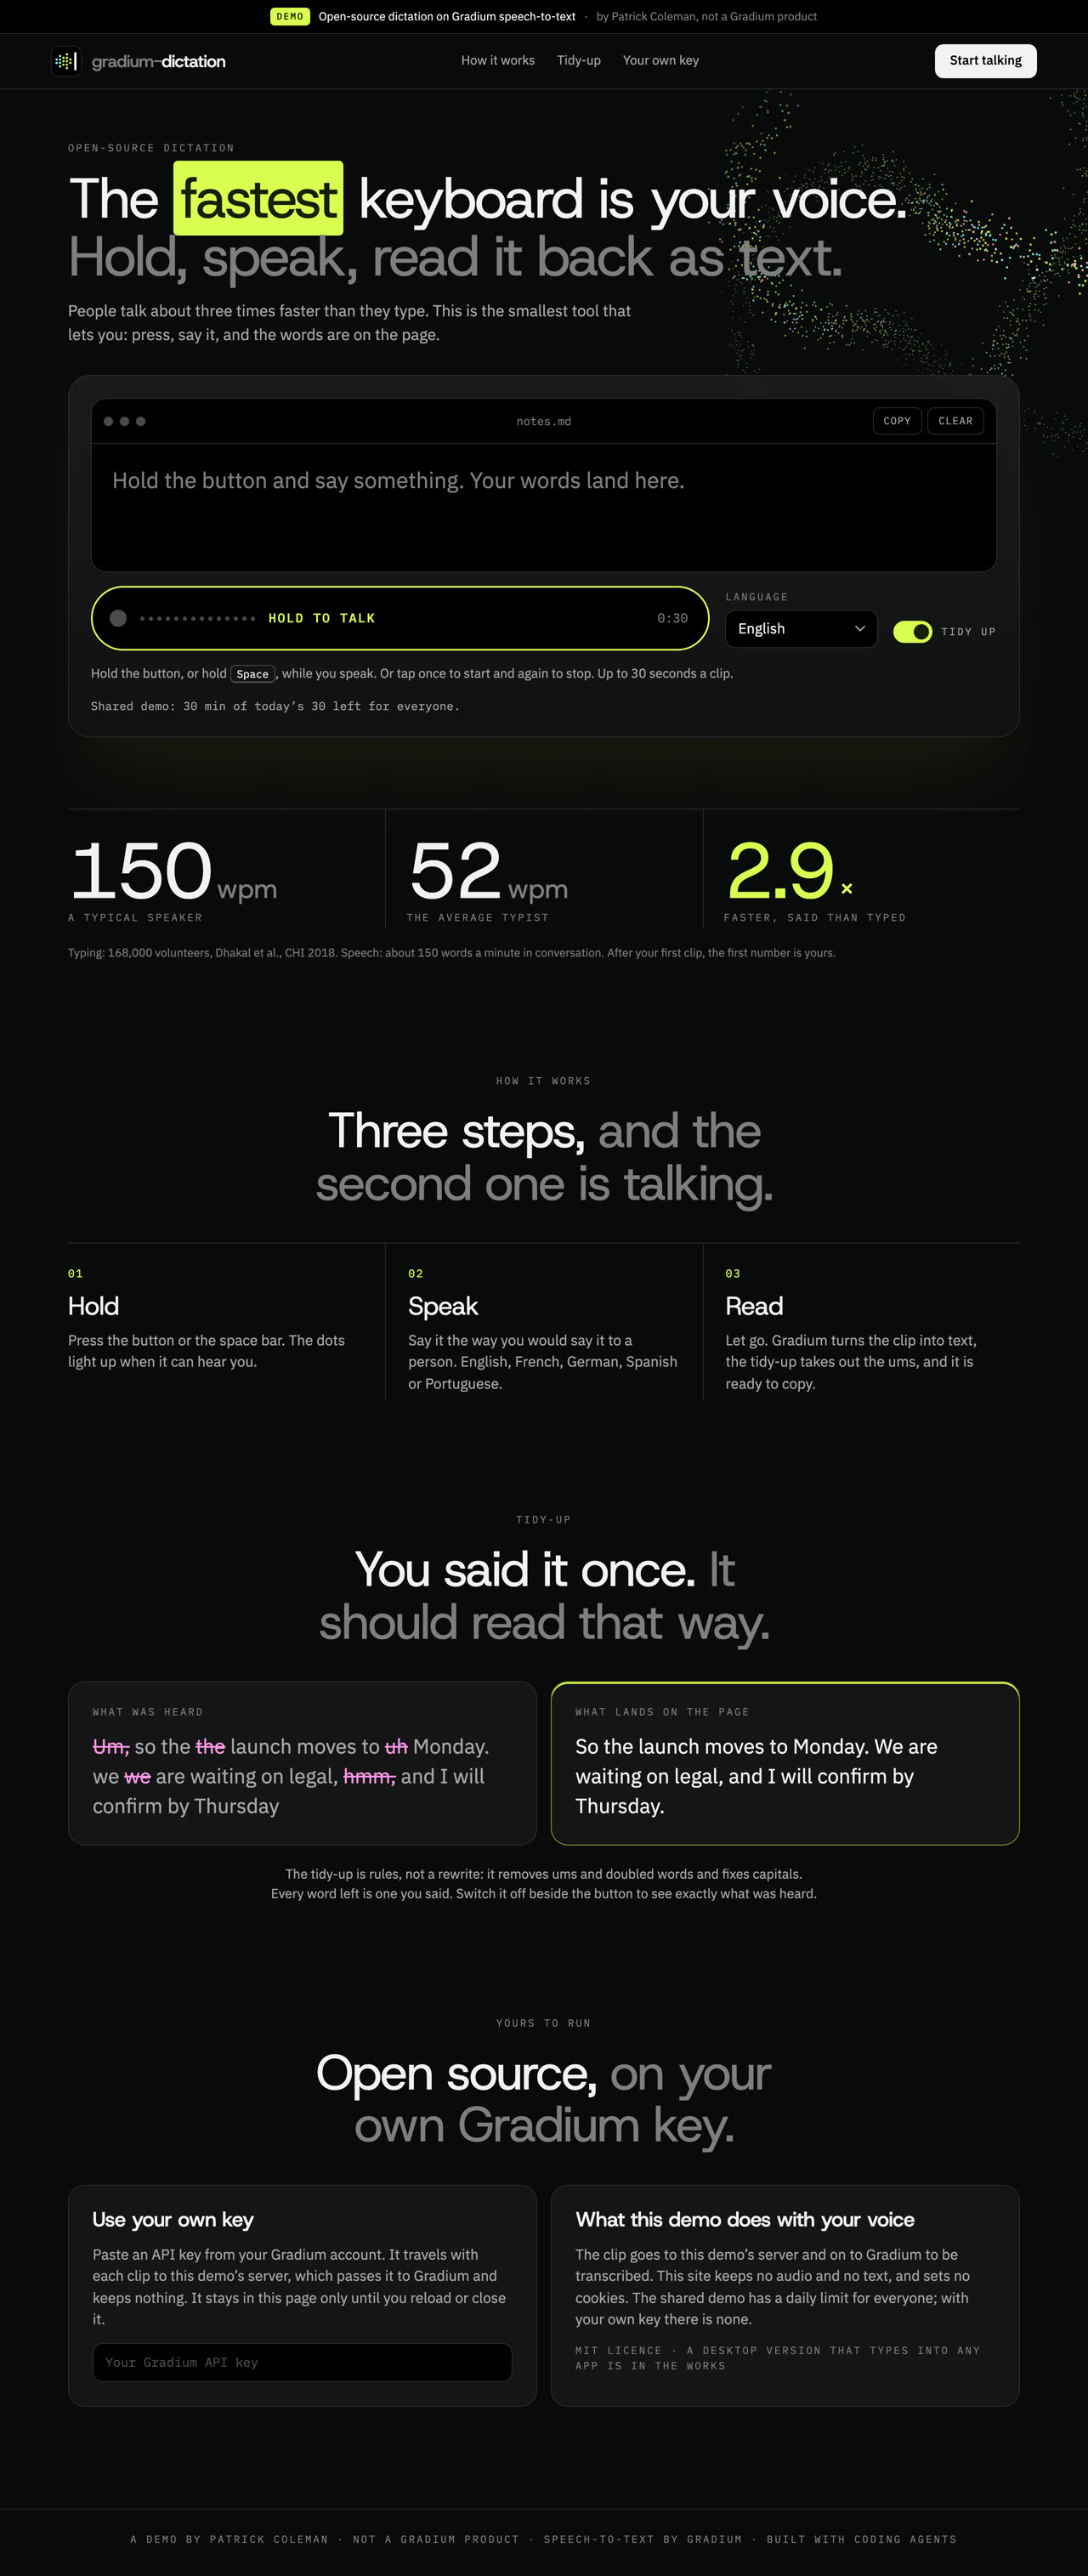 DEMO Open-source dictation on Gradium speech-to-text · by Patrick Coleman, not a Gradium product
gradium-dictation How it works Tidy-up Your own key Start talking
OPEN-SOURCE DICTATION
The fastest keyboard is your voice.
Hold, speak, read it back as text.
People talk about three times faster than they type. This is the smallest tool that
lets you: press, say it, and the words are on the page.
notes.md COPY CLEAR
Hold the button and say something. Your words land here.
LANGUAGE
HOLD TO TALK 0:30 English TIDY UP
Hold the button, or hold Space, while you speak. Or tap once to start and again to stop. Up to 30 seconds a clip.
Shared demo: 30 min of today’s 30 left for everyone.
150 wpm 52 wpm 2.9×
A TYPICAL SPEAKER THE AVERAGE TYPIST FASTER, SAID THAN TYPED
Typing: 168,000 volunteers, Dhakal et al., CHI 2018. Speech: about 150 words a minute in conversation. After your first clip, the first number is yours.
HOW IT WORKS
Three steps, and the
second one is talking.
01
Hold
Press the button or the space bar. The dots
light up when it can hear you.
02
Speak
Say it the way you would say it to a
person. English, French, German, Spanish
or Portuguese.
03
Read
Let go. Gradium turns the clip into text,
the tidy-up takes out the ums, and it is
ready to copy.
TIDY-UP
You said it once. It
should read that way.
WHAT WAS HEARD
Um, so the the launch moves to uh Monday.
we we are waiting on legal, hmm, and I will
confirm by Thursday
WHAT LANDS ON THE PAGE
So the launch moves to Monday. We are
waiting on legal, and I will confirm by
Thursday.
The tidy-up is rules, not a rewrite: it removes ums and doubled words and fixes capitals.
Every word left is one you said. Switch it off beside the button to see exactly what was heard.
YOURS TO RUN
Open source, on your
own Gradium key.
Use your own key
Paste an API key from your Gradium account. It travels with
each clip to this demo’s server, which passes it to Gradium and
keeps nothing. It stays in this page only until you reload or close
it.
Your Gradium API key
What this demo does with your voice
The clip goes to this demo’s server and on to Gradium to be
transcribed. This site keeps no audio and no text, and sets no
cookies. The shared demo has a daily limit for everyone; with
your own key there is none.
MIT LICENCE · A DESKTOP VERSION THAT TYPES INTO ANY
APP IS IN THE WORKS
A DEMO BY PATRICK COLEMAN · NOT A GRADIUM PRODUCT · SPEECH-TO-TEXT BY GRADIUM · BUILT WITH CODING AGENTS